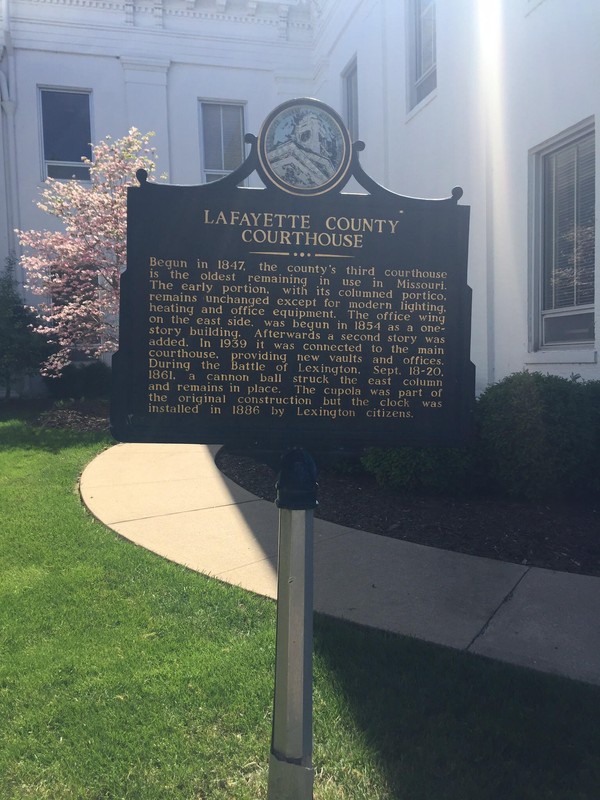 LAFAYETTE COUNTY
COURTHOUSE
Begun in 1847, the county's third courthouse
is the oldest remaining in use in Missouri.
The early portion, with its columned portico,
remains unchanged except for modern lighting,
heating and office equipment. The office wing
on the east side, was begun in 1854 as a one-
story building. Afterwards a second story was
added. In 1939 it was connected to the main
courthouse, providing new vaults and offices.
During the Battle of Lexington, Sept. 18-20,
1861, a cannon ball struck the east column
and remains in place. The cupola was part of
the original construction but the clock was
installed in 1886 by Lexington citizens.